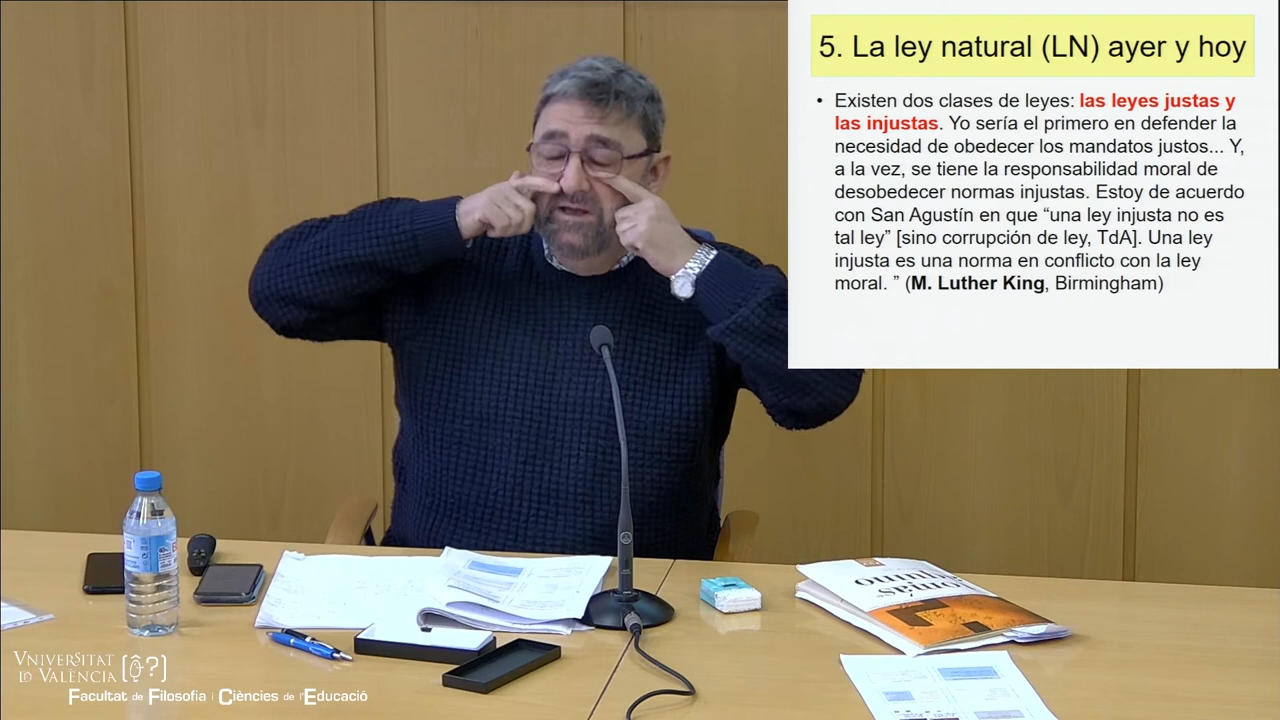 5. La ley natural (LN) ayer y hoy
• Existen dos clases de leyes: las leyes justas y
las injustas. Yo sería el primero en defender la
necesidad de obedecer los mandatos justos... Y,
a la vez, se tiene la responsabilidad moral de
desobedecer normas injustas. Estoy de acuerdo
con San Agustín en que “una ley injusta no es
tal ley” [sino corrupción de ley, TdA]. Una ley
injusta es una norma en conflicto con la ley
moral. ” (M. Luther King, Birmingham)
VNIVERSITAT
ID VALÈNCIA [ô?]
Facultat de Filosofia i Ciències de l'Educació